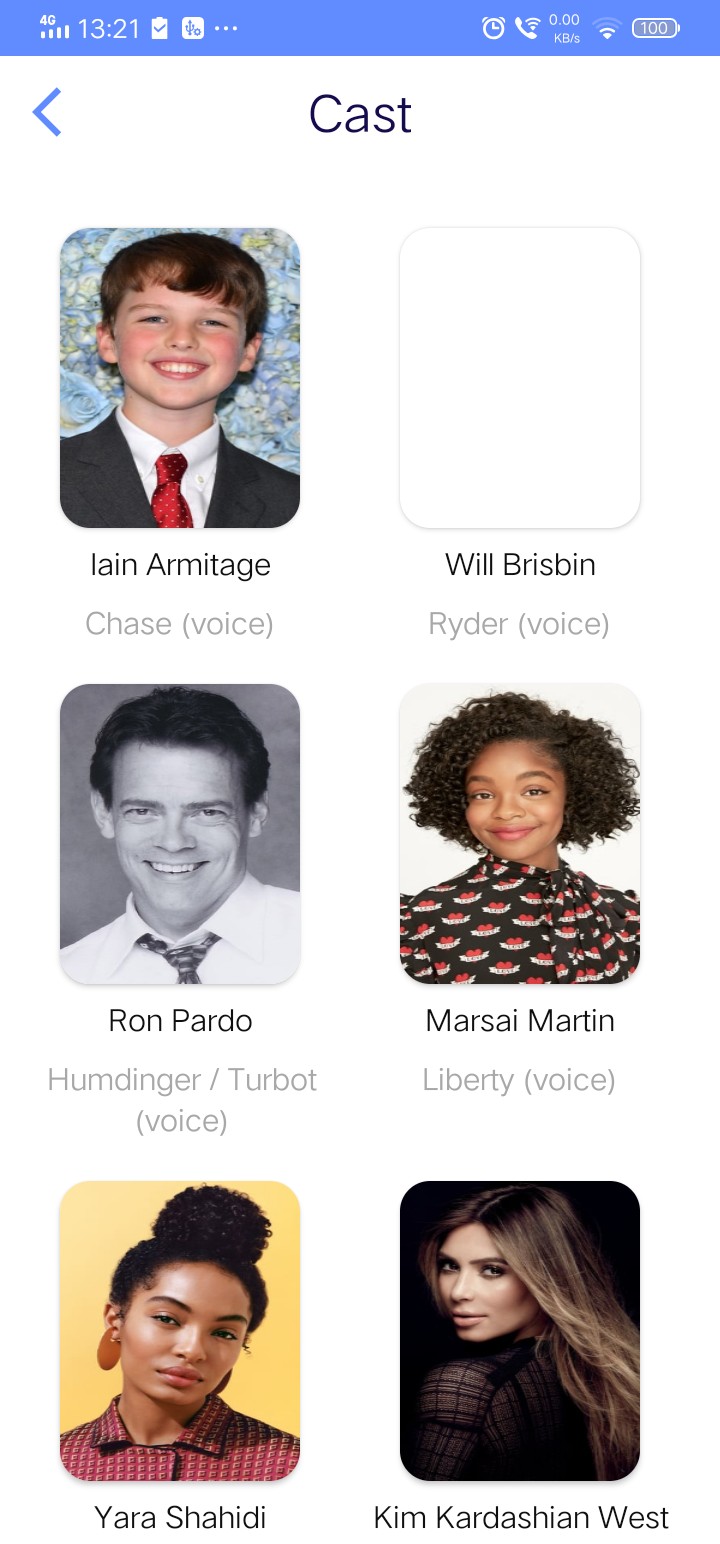 4G 13:21 0.00 KB/s 100
Cast
Iain Armitage
Chase (voice)
Will Brisbin
Ryder (voice)
Ron Pardo
Humdinger / Turbot
(voice)
Marsai Martin
Liberty (voice)
Yara Shahidi
Kim Kardashian West